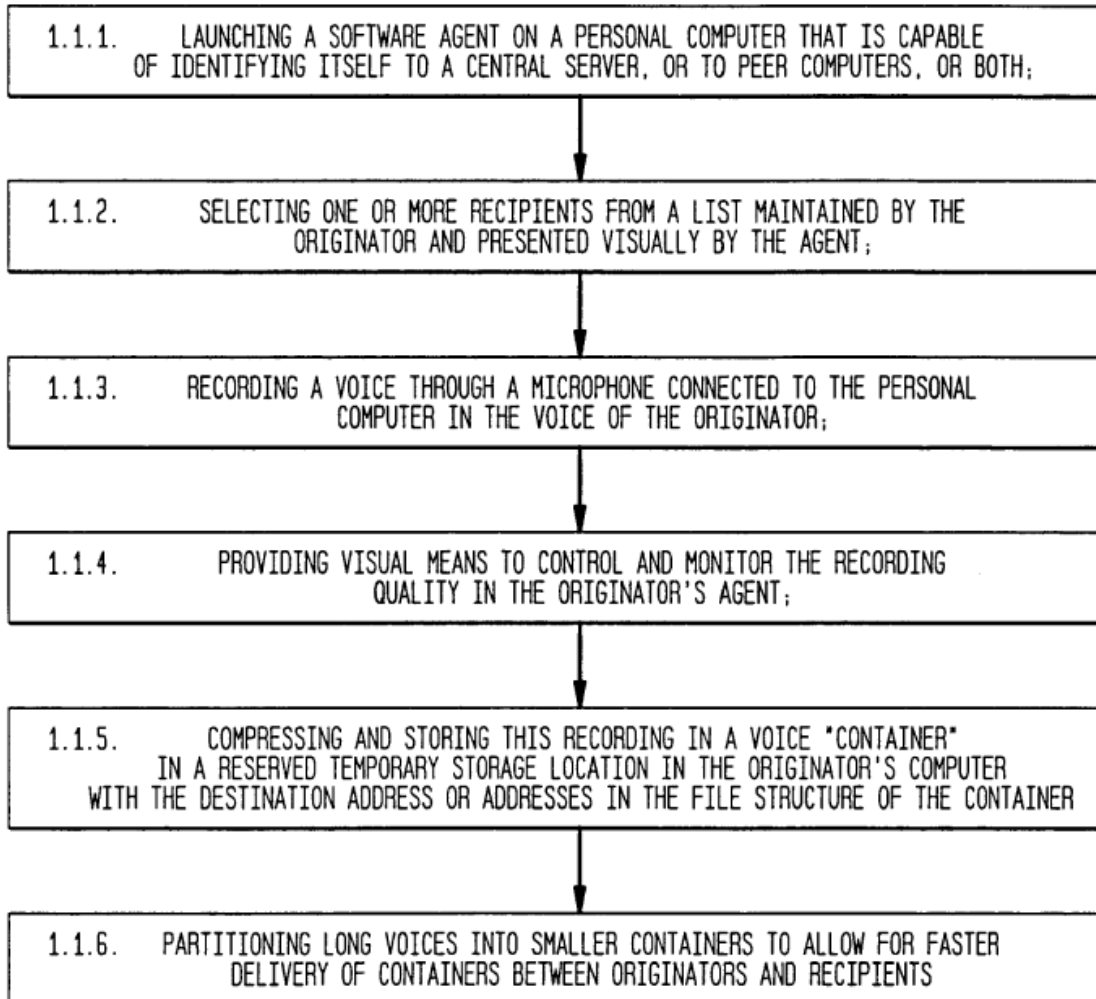 1.1.1. LAUNCHING A SOFTWARE AGENT ON A PERSONAL COMPUTER THAT IS CAPABLE
OF IDENTIFYING ITSELF TO A CENTRAL SERVER, OR TO PEER COMPUTERS, OR BOTH;
1.1.2. SELECTING ONE OR MORE RECIPIENTS FROM A LIST MAINTAINED BY THE
ORIGINATOR AND PRESENTED VISUALLY BY THE AGENT;
1.1.3. RECORDING A VOICE THROUGH A MICROPHONE CONNECTED TO THE PERSONAL
COMPUTER IN THE VOICE OF THE ORIGINATOR;
1.1.4. PROVIDING VISUAL MEANS TO CONTROL AND MONITOR THE RECORDING
QUALITY IN THE ORIGINATOR'S AGENT;
1.1.5. COMPRESSING AND STORING THIS RECORDING IN A VOICE "CONTAINER"
IN A RESERVED TEMPORARY STORAGE LOCATION IN THE ORIGINATOR'S COMPUTER
WITH THE DESTINATION ADDRESS OR ADDRESSES IN THE FILE STRUCTURE OF THE CONTAINER
1.1.6. PARTITIONING LONG VOICES INTO SMALLER CONTAINERS TO ALLOW FOR FASTER
DELIVERY OF CONTAINERS BETWEEN ORIGINATORS AND RECIPIENTS